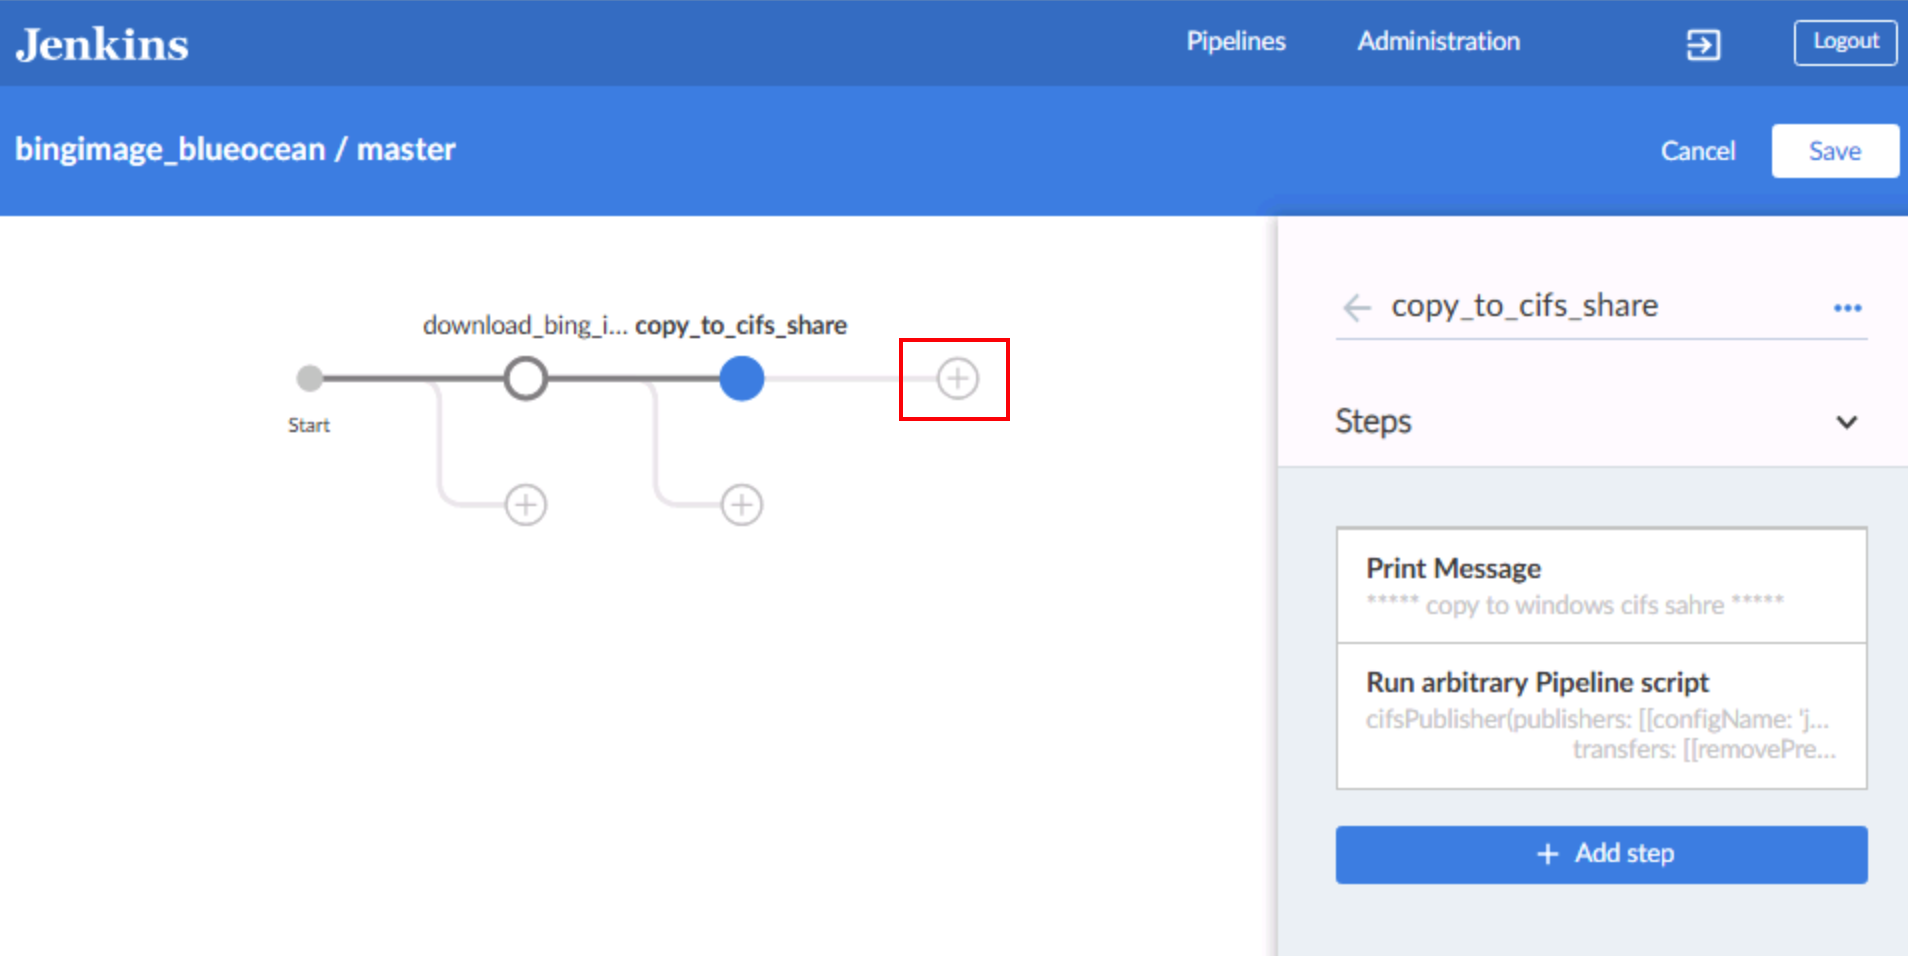 Jenkins
Pipelines
Administration
Logout
bingimage_blueocean / master
Cancel
Save
download_bing_i...
copy_to_cifs_share
Start
copy_to_cifs_share
Steps
Print Message
***** copy to windows cifs sahre *****
Run arbitrary Pipeline script
cifsPublisher(publishers: [[configName: 'j...
transfers: [[removePre...
+ Add step